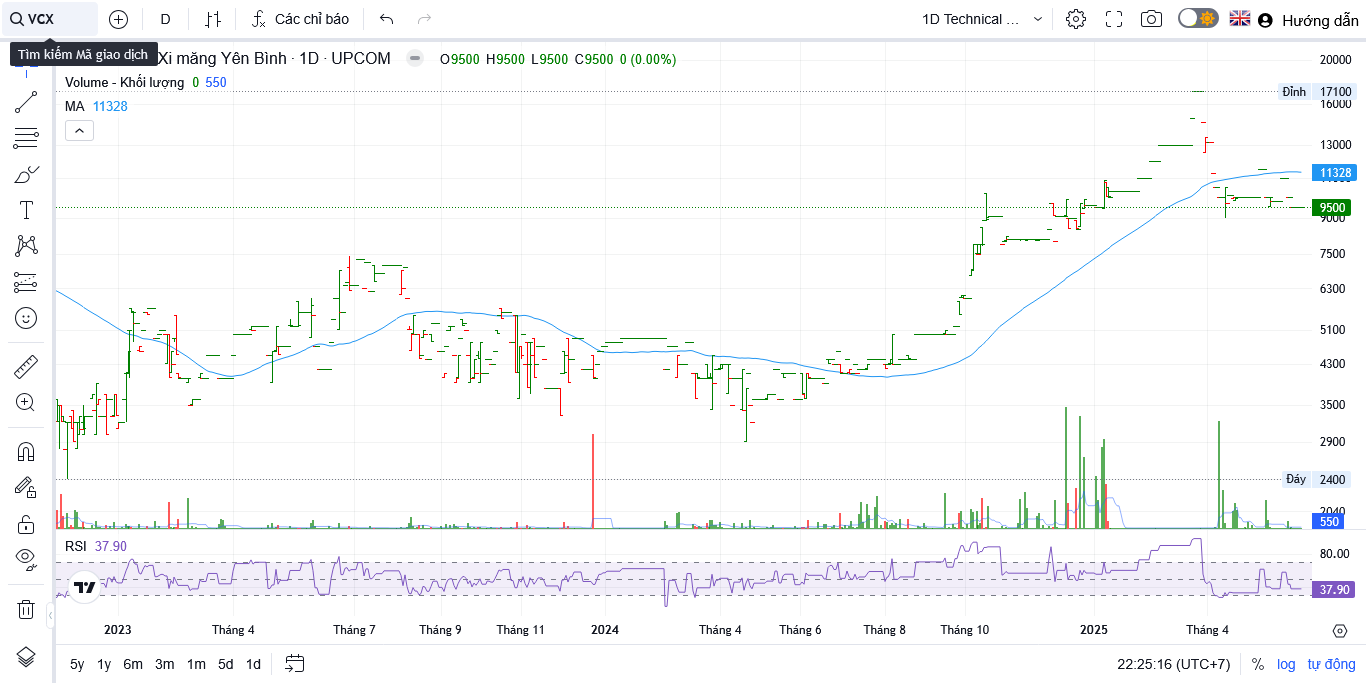 VCX D Các chỉ báo 1D Technical ... Hướng dẫn
Tìm kiếm Mã giao dịch
Xi măng Yên Bình · 1D · UPCOM O9500 H9500 L9500 C9500 0 (0.00%)
Volume - Khối lượng 0 550
MA 11328
20000
Đỉnh 17100
16000
13000
11328
9500
9000
7500
6300
5100
4300
3500
2900
Đáy 2400
2040
550
RSI 37.90
80.00
37.90
2023 Tháng 4 Tháng 7 Tháng 9 Tháng 11 2024 Tháng 4 Tháng 6 Tháng 8 Tháng 10 2025 Tháng 4
5y 1y 6m 3m 1m 5d 1d 22:25:16 (UTC+7) % log tự động